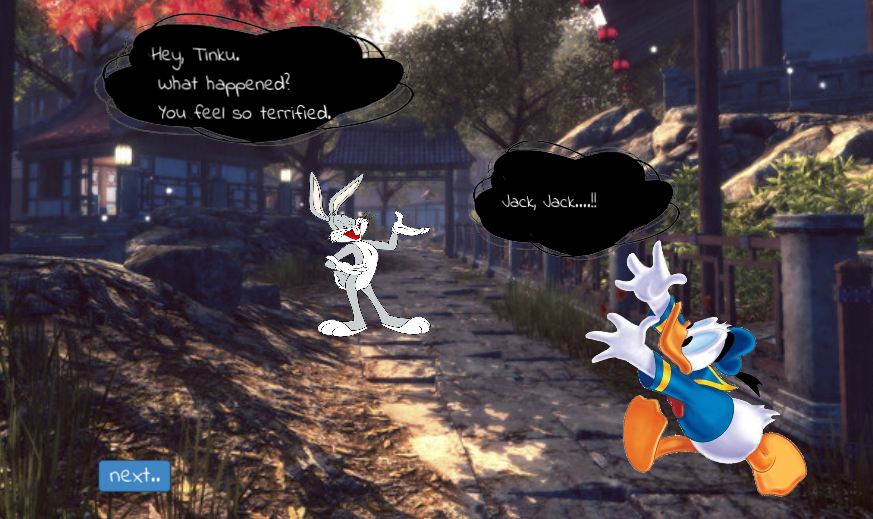 Hey, Tinku.
what happened?
You feel so terrified.
Jack, Jack....!!
next..